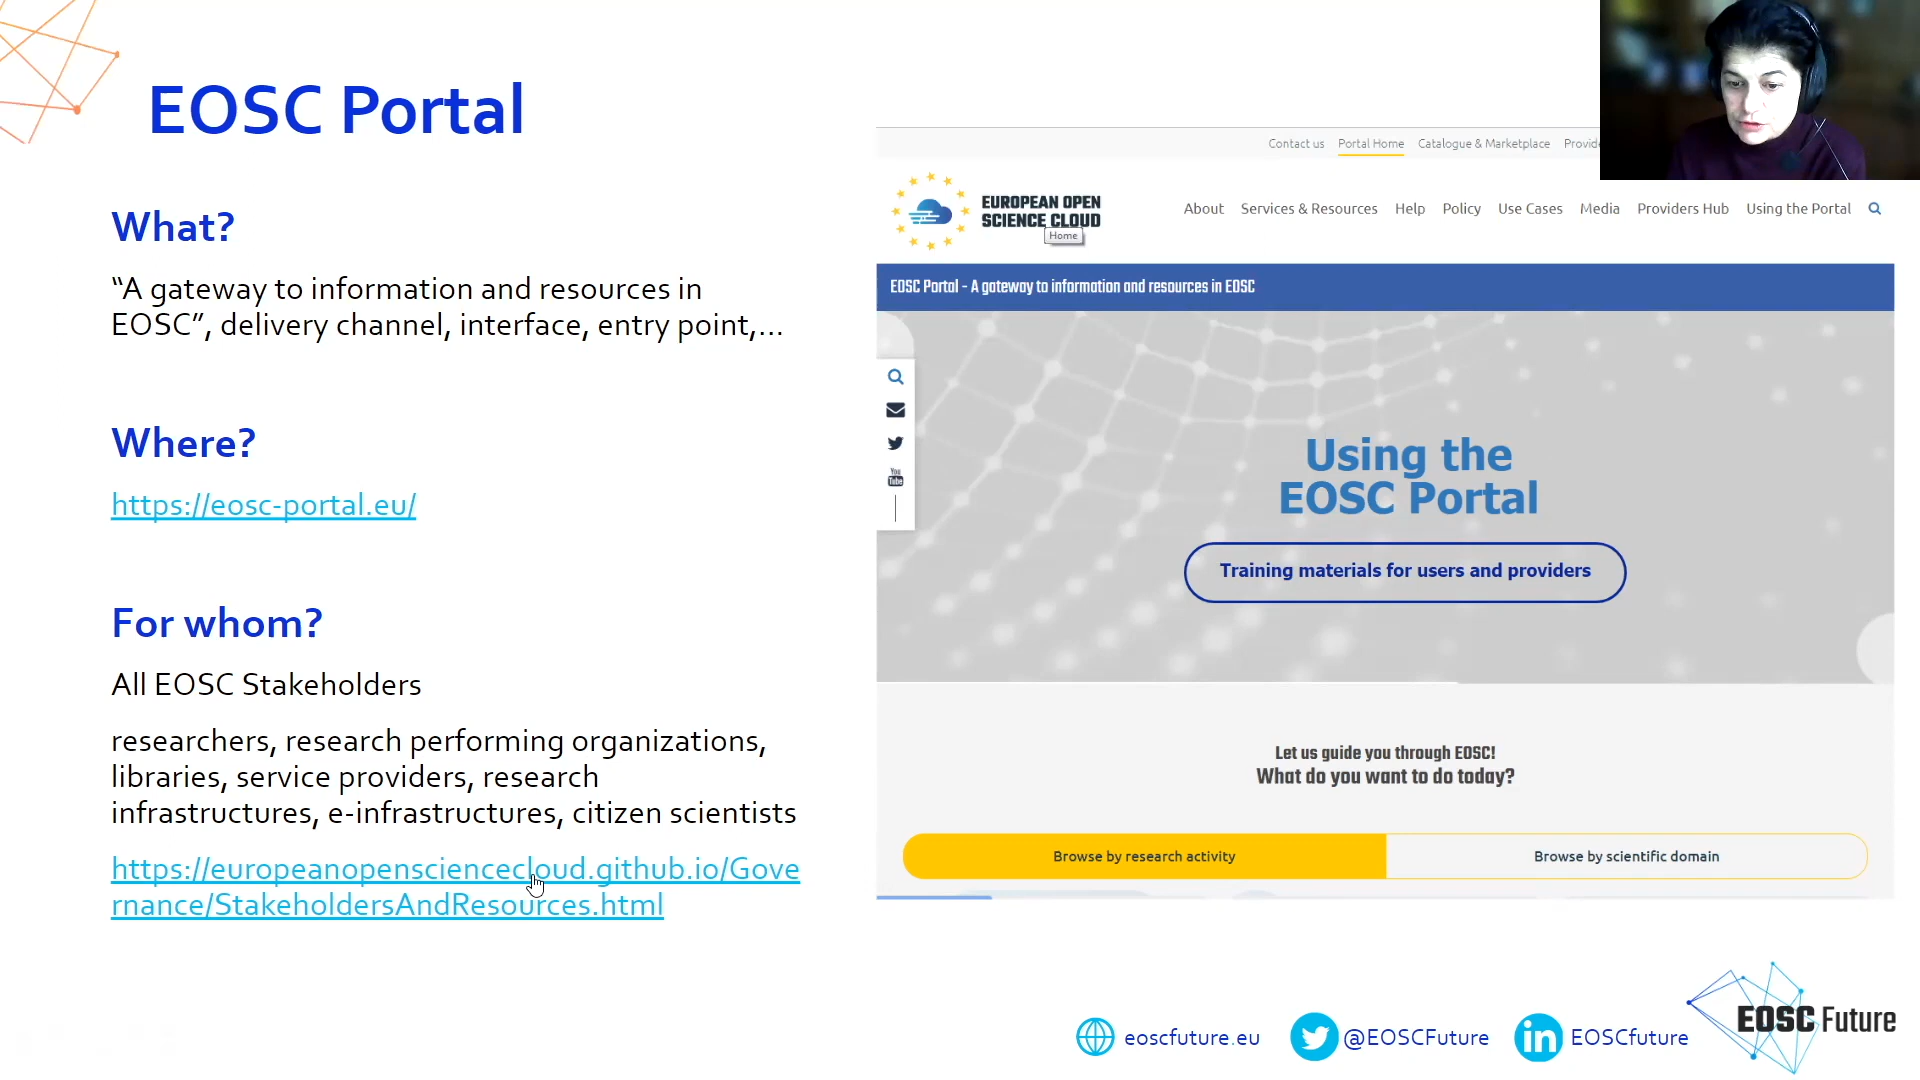 EOSC Portal
What?
“A gateway to information and resources in
EOSC”, delivery channel, interface, entry point,...
Where?
https://eosc-portal.eu/
For whom?
All EOSC Stakeholders
researchers, research performing organizations,
libraries, service providers, research
infrastructures, e-infrastructures, citizen scientists
https://europeanopensciencecloud.github.io/Gove
rnance/StakeholdersAndResources.html
Contact us Portal Home Catalogue & Marketplace
EUROPEAN OPEN
SCIENCE CLOUD
Home
About Services & Resources Help Policy Use Cases Media Providers Hub Using the Portal
EOSC Portal - A gateway to information and resources in EOSC
You
Tube
Using the
EOSC Portal
Training materials for users and providers
Let us guide you through EOSC!
What do you want to do today?
Browse by research activity Browse by scientific domain
eoscfuture.eu @EOSCFuture in EOSCfuture
EOSC Future